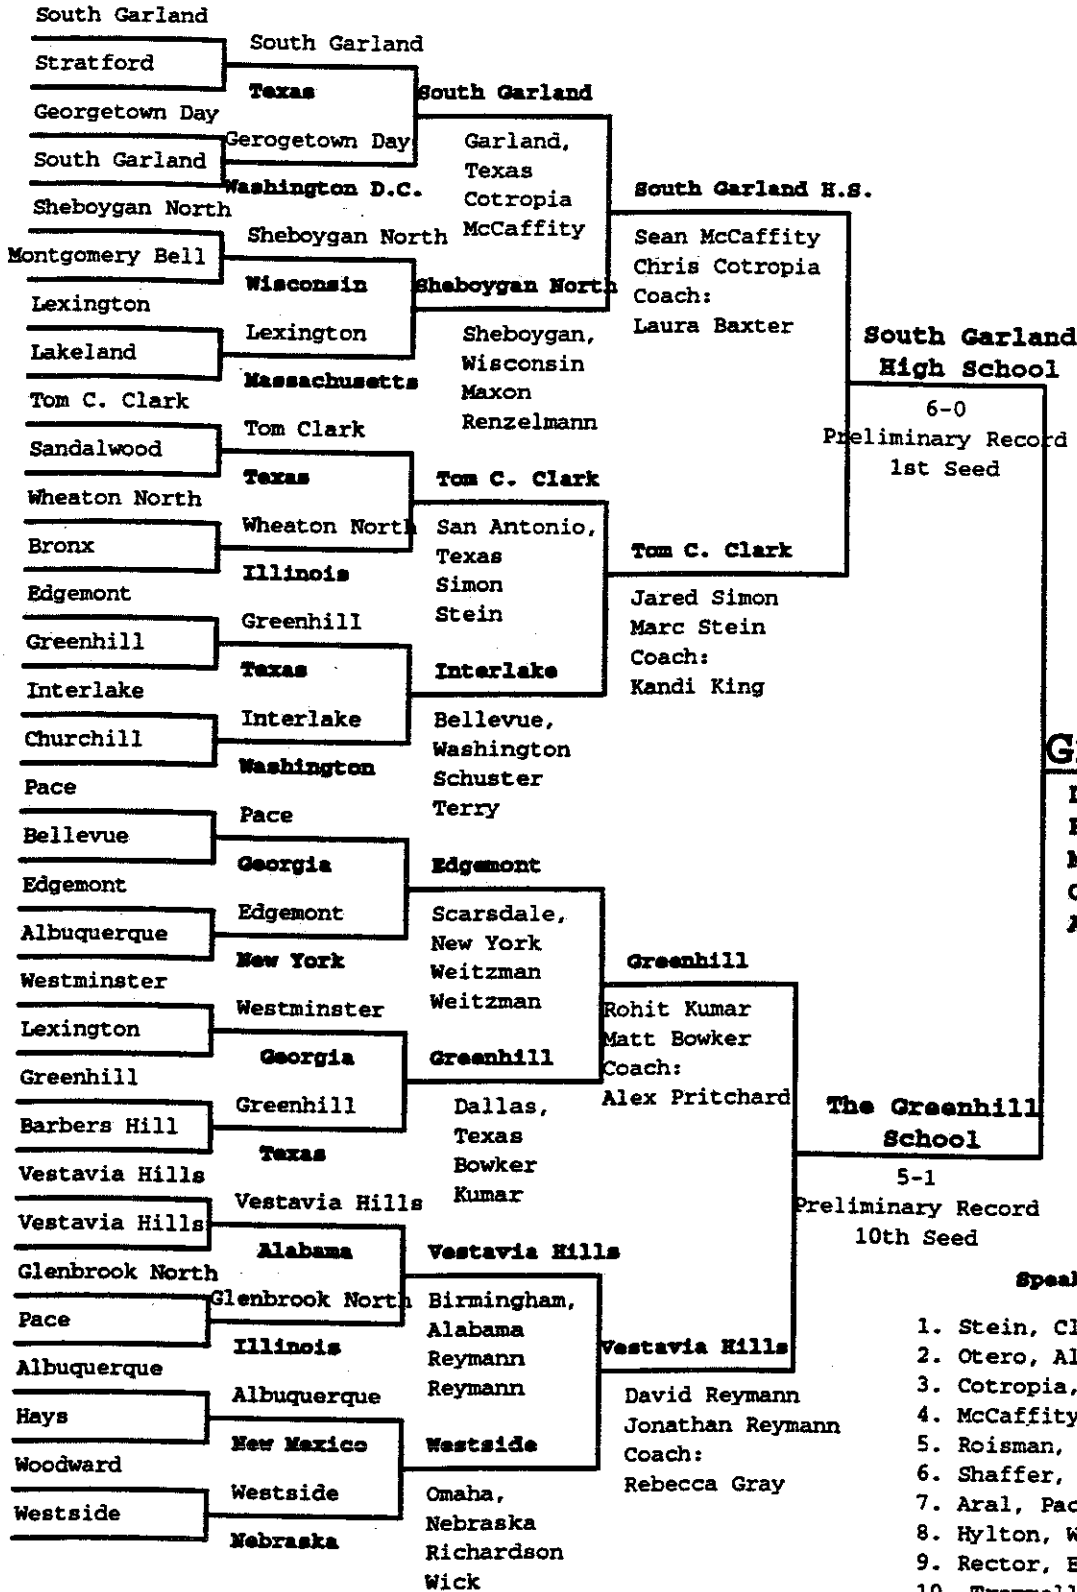 South Garland
Stratford
Georgetown Day
South Garland
Sheboygan North
Montgomery Bell
Lexington
Lakeland
Tom C. Clark
Sandalwood
Wheaton North
Bronx
Edgemont
Greenhill
Interlake
Churchill
Pace
Bellevue
Edgemont
Albuquerque
Westminster
Lexington
Greenhill
Barbers Hill
Vestavia Hills
Vestavia Hills
Glenbrook North
Pace
Albuquerque
Hays
Woodward
Westside
South Garland
Texas
Gerogetown Day
Washington D.C.
Sheboygan North
Wisconsin
Lexington
Massachusetts
Tom Clark
Texas
Wheaton North
Illinois
Greenhill
Texas
Interlake
Washington
Pace
Georgia
Edgemont
New York
Westminster
Georgia
Greenhill
Texas
Vestavia Hills
Alabama
Glenbrook North
Illinois
Albuquerque
New Mexico
Westside
Nebraska
South Garland
Garland,
Texas
Cotropia
McCaffity
Sheboygan North
Sheboygan,
Wisconsin
Maxon
Renzelmann
Tom C. Clark
San Antonio,
Texas
Simon
Stein
Interlake
Bellevue,
Washington
Schuster
Terry
Edgemont
Scarsdale,
New York
Weitzman
Weitzman
Greenhill
Dallas,
Texas
Bowker
Kumar
Vestavia Hills
Birmingham,
Alabama
Reymann
Reymann
Westside
Omaha,
Nebraska
Richardson
Wick
South Garland H.S.
Sean McCaffity
Chris Cotropia
Coach:
Laura Baxter
Tom C. Clark
Jared Simon
Marc Stein
Coach:
Kandi King
Greenhill
Rohit Kumar
Matt Bowker
Coach:
Alex Pritchard
Vestavia Hills
David Reymann
Jonathan Reymann
Coach:
Rebecca Gray
South Garland
High School
6-0
Preliminary Record
1st Seed
The Greenhill
School
5-1
Preliminary Record
10th Seed
1. Stein,
2. Otero,
3. Cotropia,
4. McCaffity
5. Roisman,
6. Shaffer,
7. Aral,
8. Hylton,
9. Rector,
10.